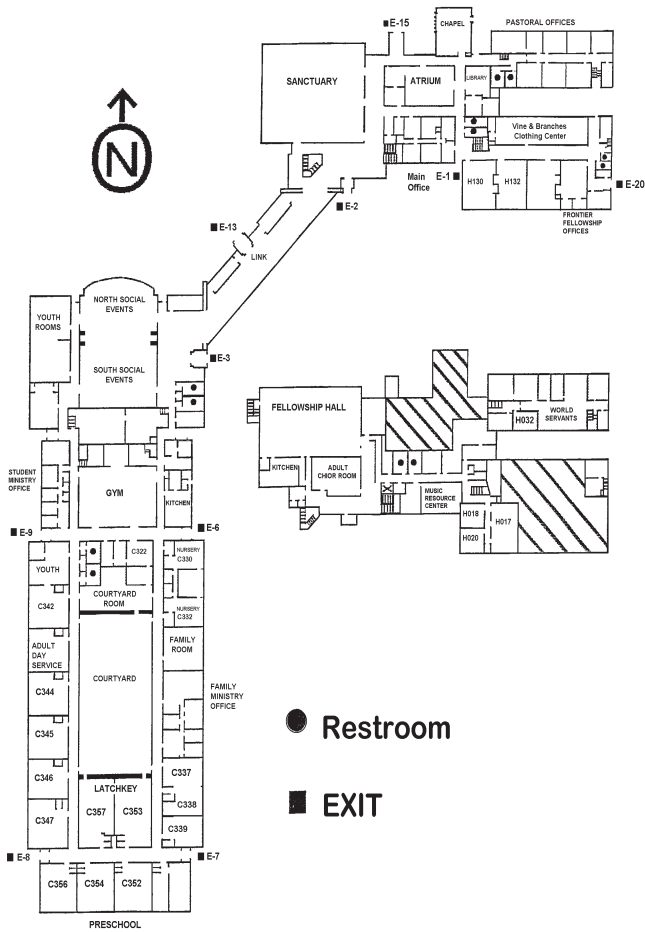 E-15
CHAPEL
PASTORAL OFFICES
SANCTUARY
ATRIUM
LIBRARY
Vine & Branches
Clothing Center
N
Main
Office
E-1
H130
H132
E-20
E-2
FRONTIER
FELLOWSHIP
OFFICES
E-13
LINK
NORTH SOCIAL
EVENTS
YOUTH
ROOMS
E-3
SOUTH SOCIAL
EVENTS
FELLOWSHIP HALL
WORLD
SERVANTS
H032
KITCHEN
ADULT
CHIOR ROOM
MUSIC
RESOURCE
CENTER
H018
H017
H020
STUDENT
MINISTRY
OFFICE
GYM
KITCHEN
E-9
E-6
YOUTH
C322
NURSERY
C330
COURTYARD
ROOM
C342
NURSERY
C332
ADULT
DAY
SERVICE
FAMILY
ROOM
COURTYARD
C344
FAMILY
MINISTRY
OFFICE
C345
C346
C337
LATCHKEY
C347
C357
C353
C338
C339
E-8
E-7
C356
C354
C352
PRESCHOOL
Restroom
EXIT